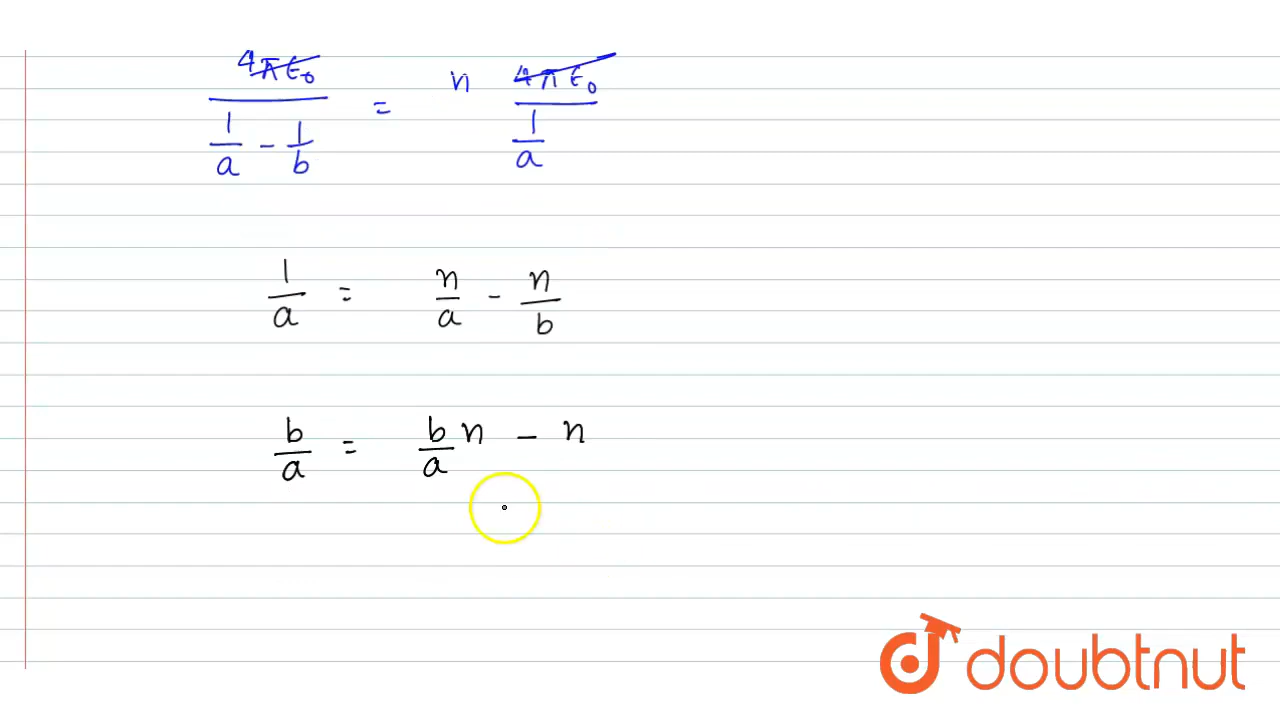 4πε₀ / (1/a - 1/b) = n 4πε₀ / (1/a)
1/a = n/a - n/b
b/a = b/a n - n
doubtnut